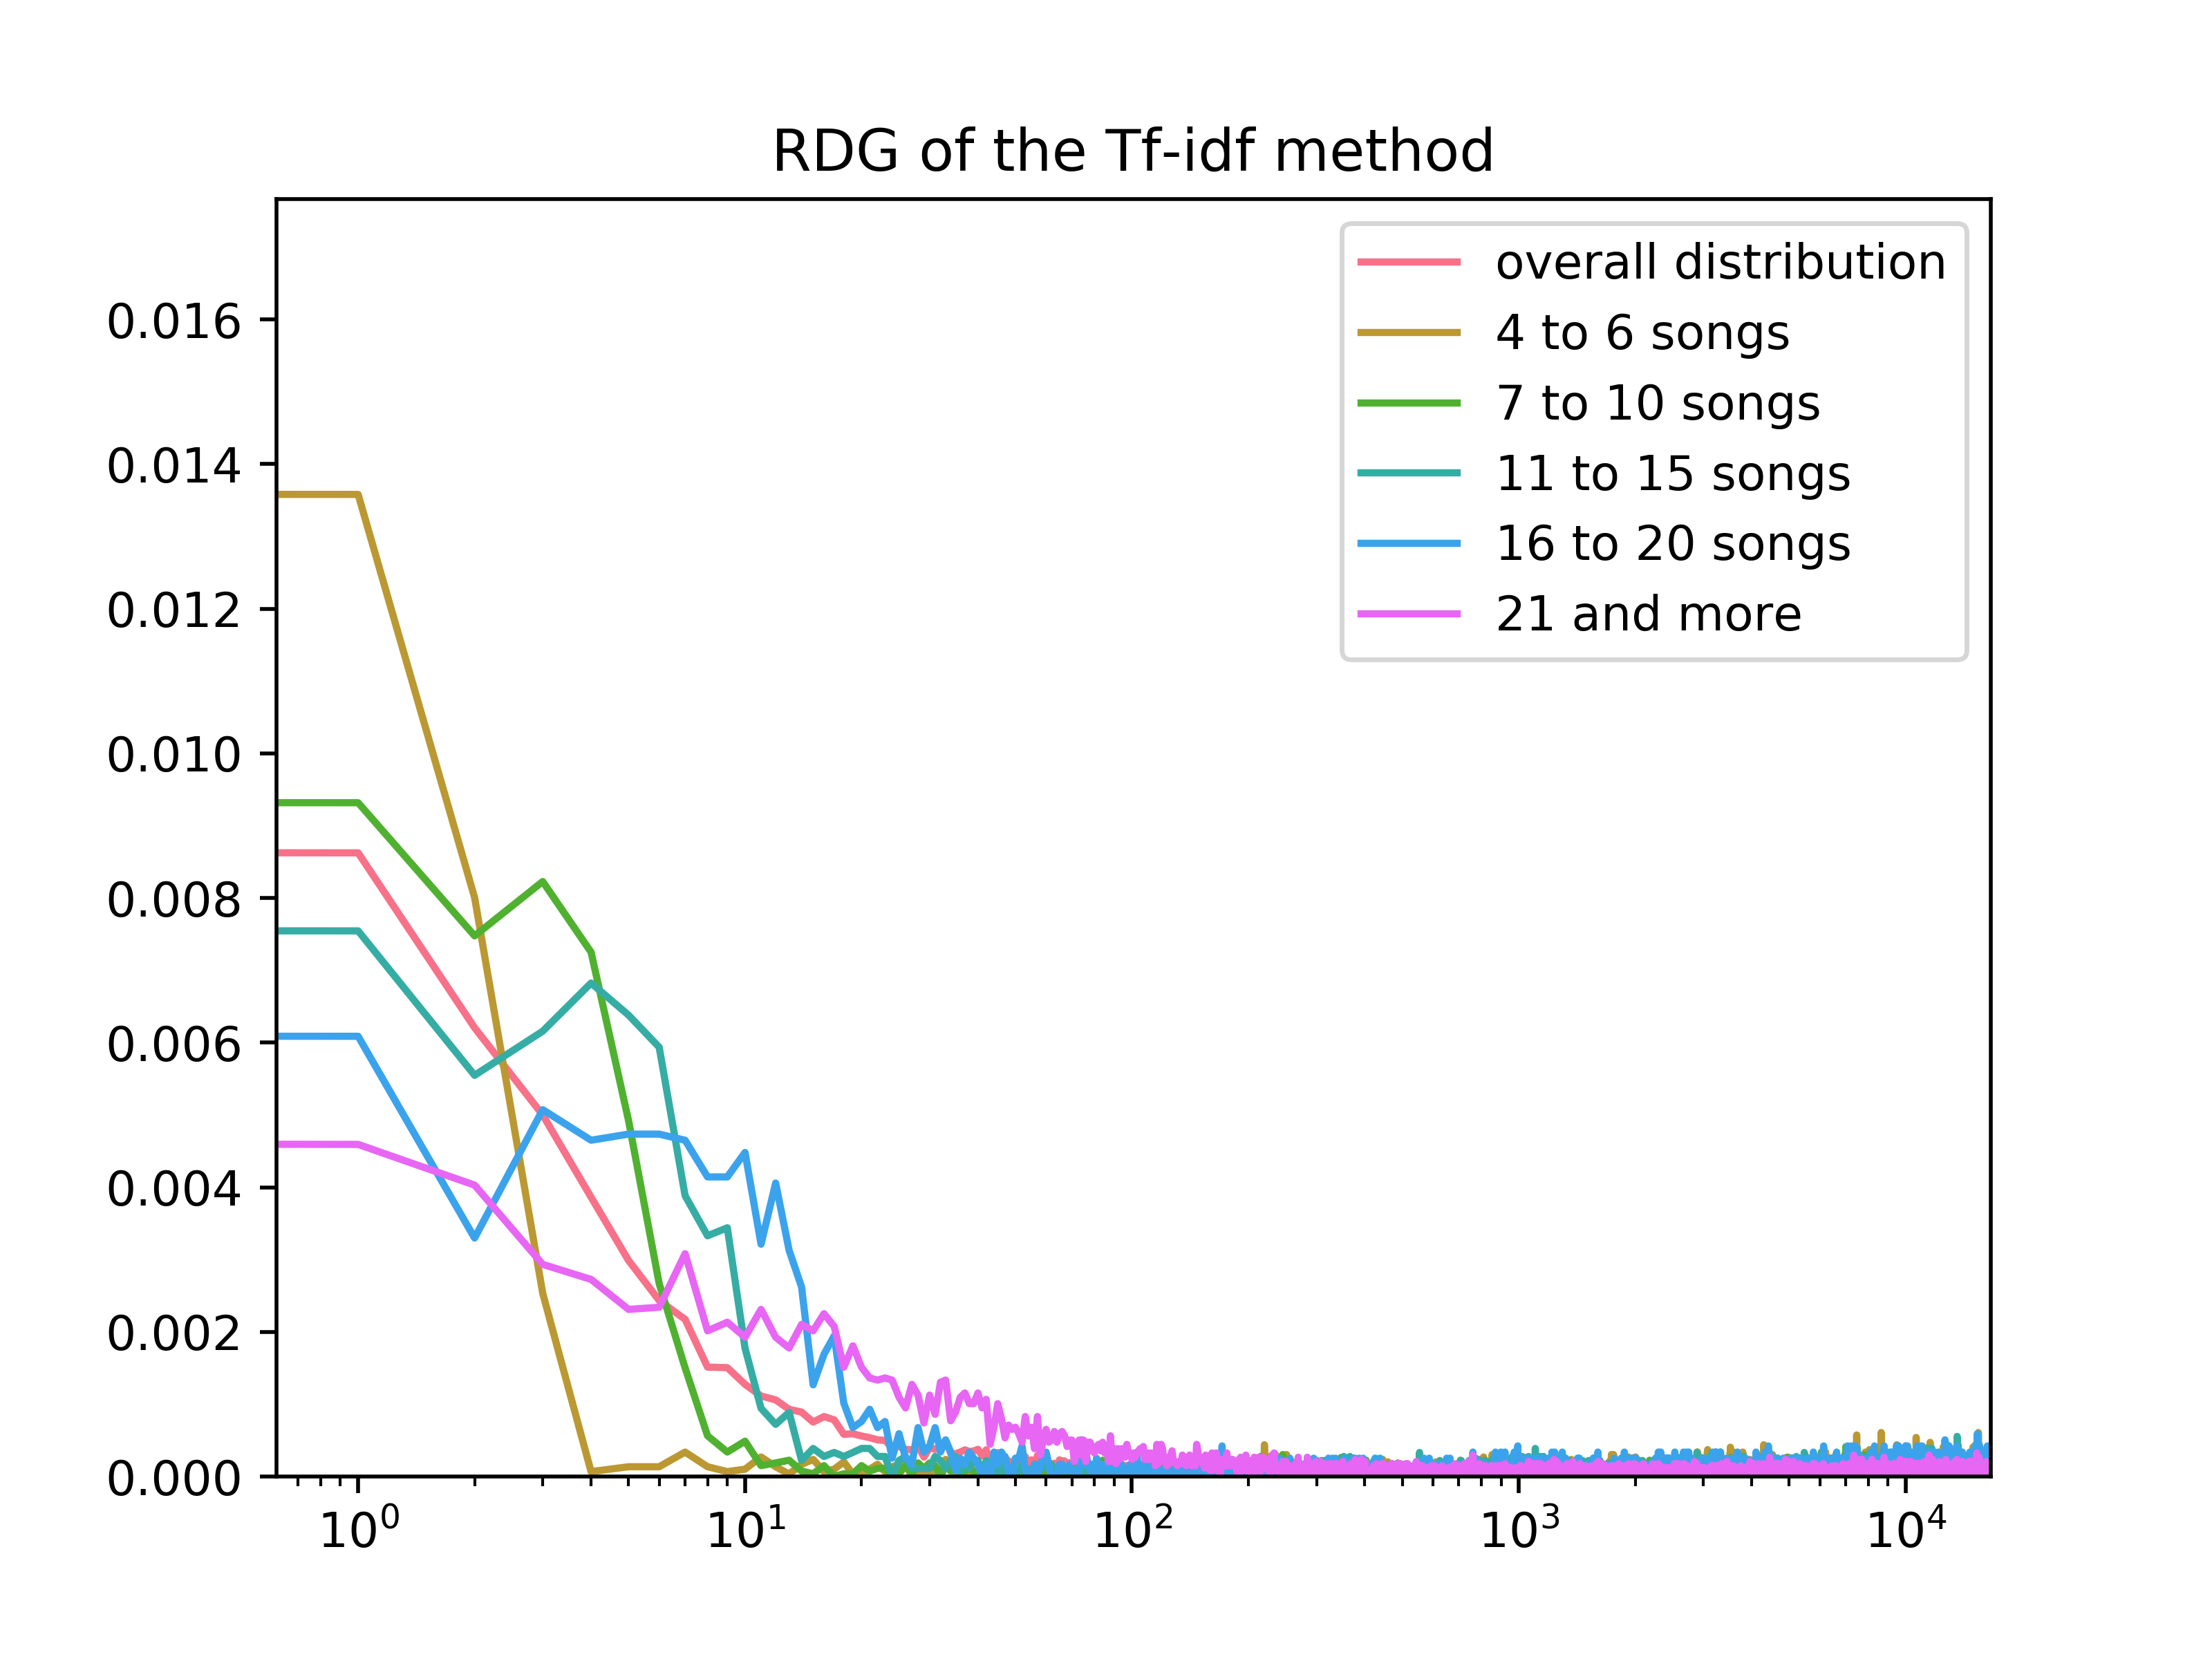 RDG of the Tf-idf method
overall distribution
4 to 6 songs
7 to 10 songs
11 to 15 songs
16 to 20 songs
21 and more
0.016
0.014
0.012
0.010
0.008
0.006
0.004
0.002
0.000
10⁰ 10¹ 10² 10³ 10⁴